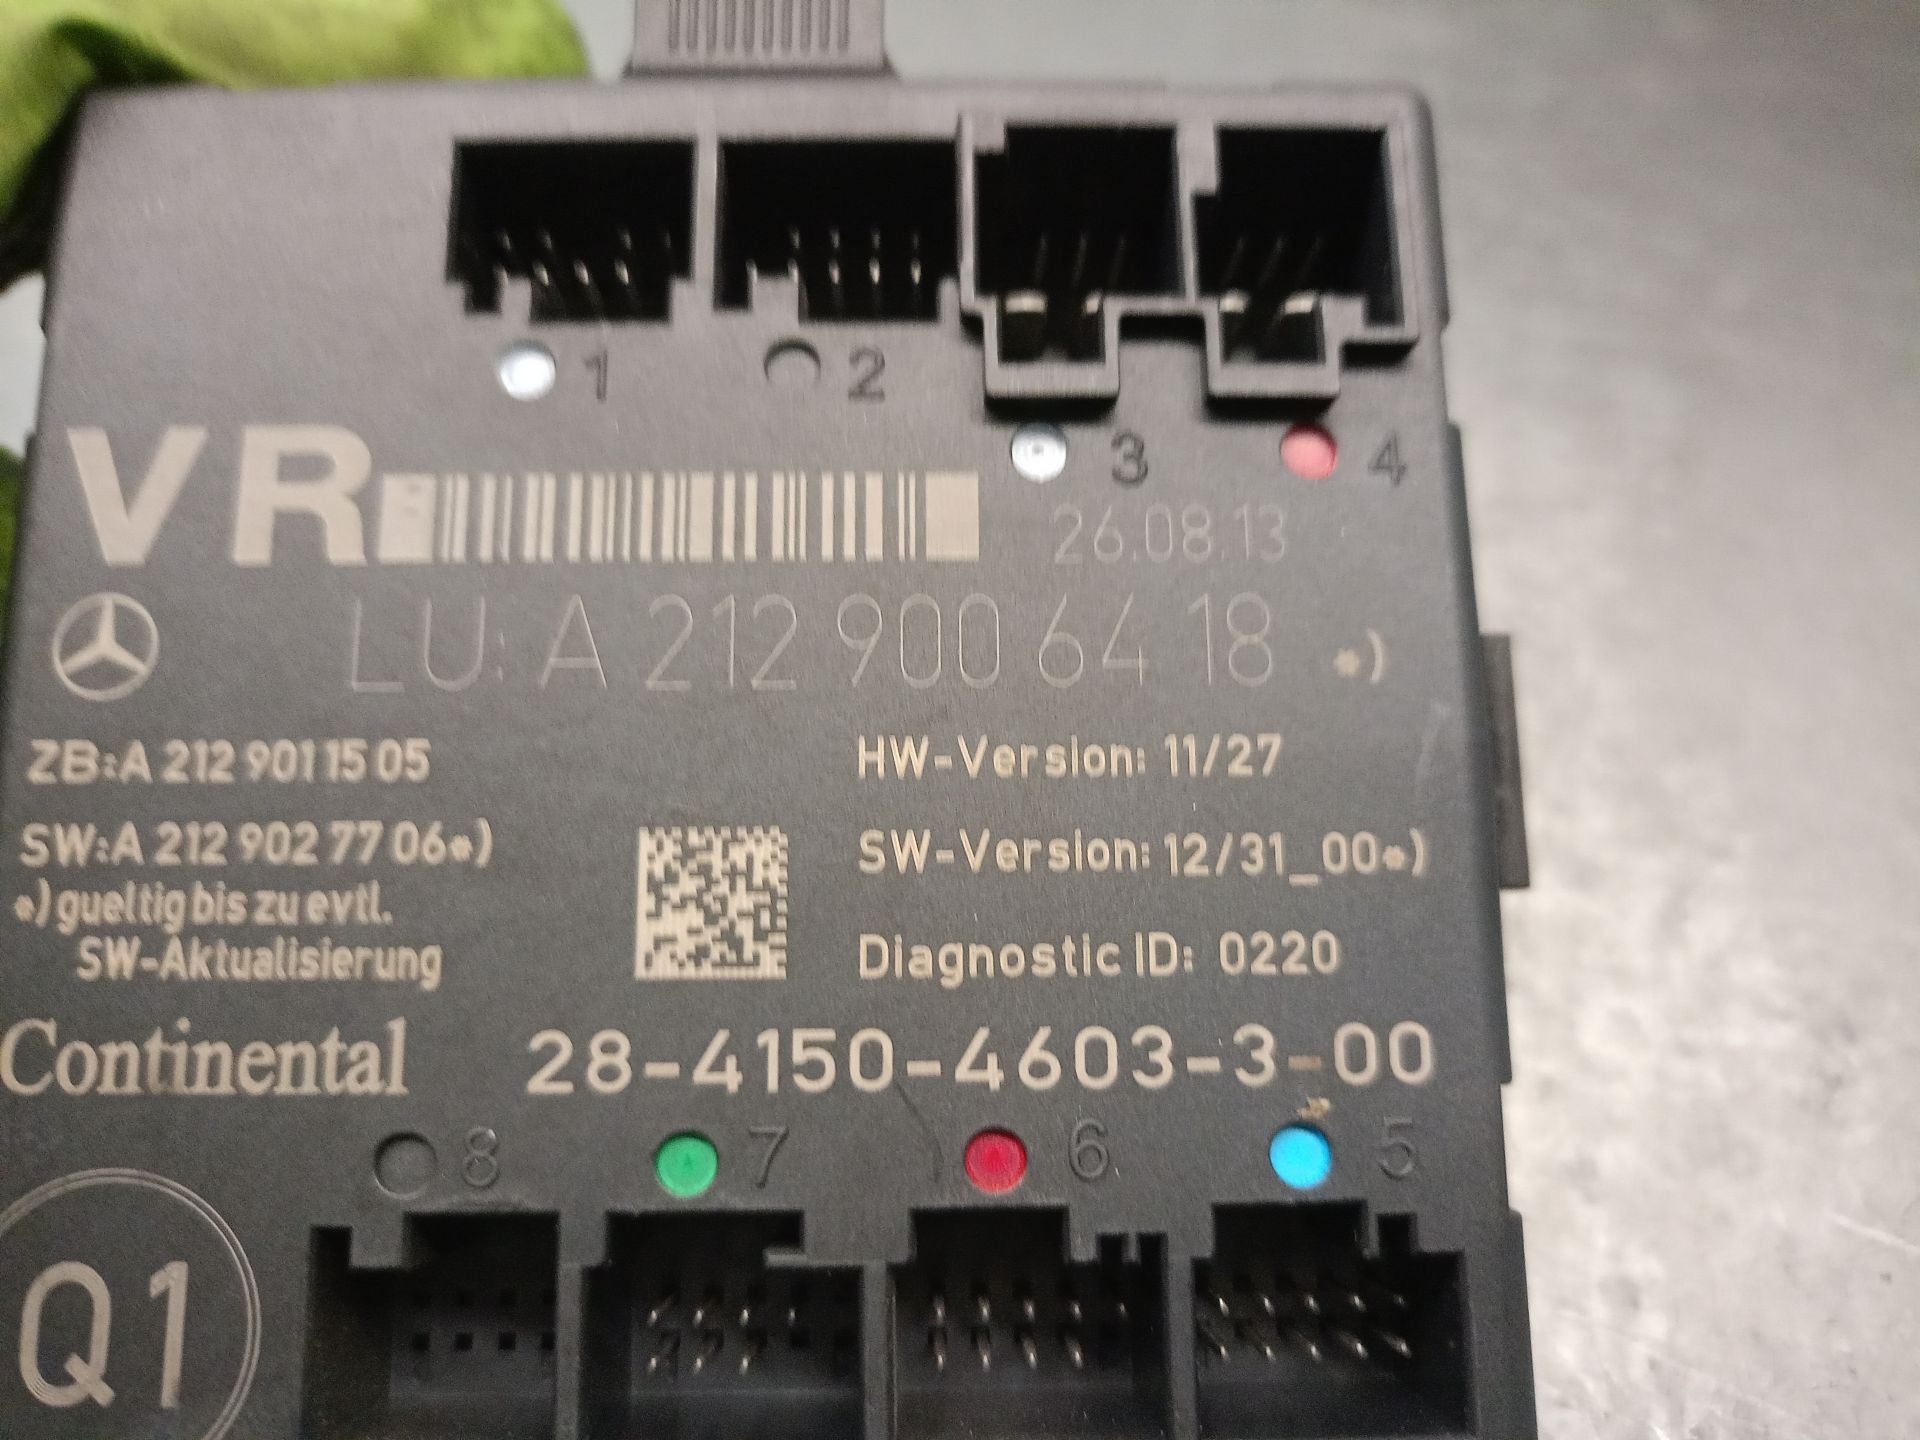 1 2
3 4
VR
26.08.13
LU: A 212 900 64 18 *)
ZB:A 212 901 15 05
HW-Version: 11/27
SW:A 212 902 77 06*)
SW-Version: 12/31_00*)
*) gueltig bis zu evtl.
SW-Aktualisierung
Diagnostic ID: 0220
Continental
28-4150-4603-3-00
8 7 6 5
Q1